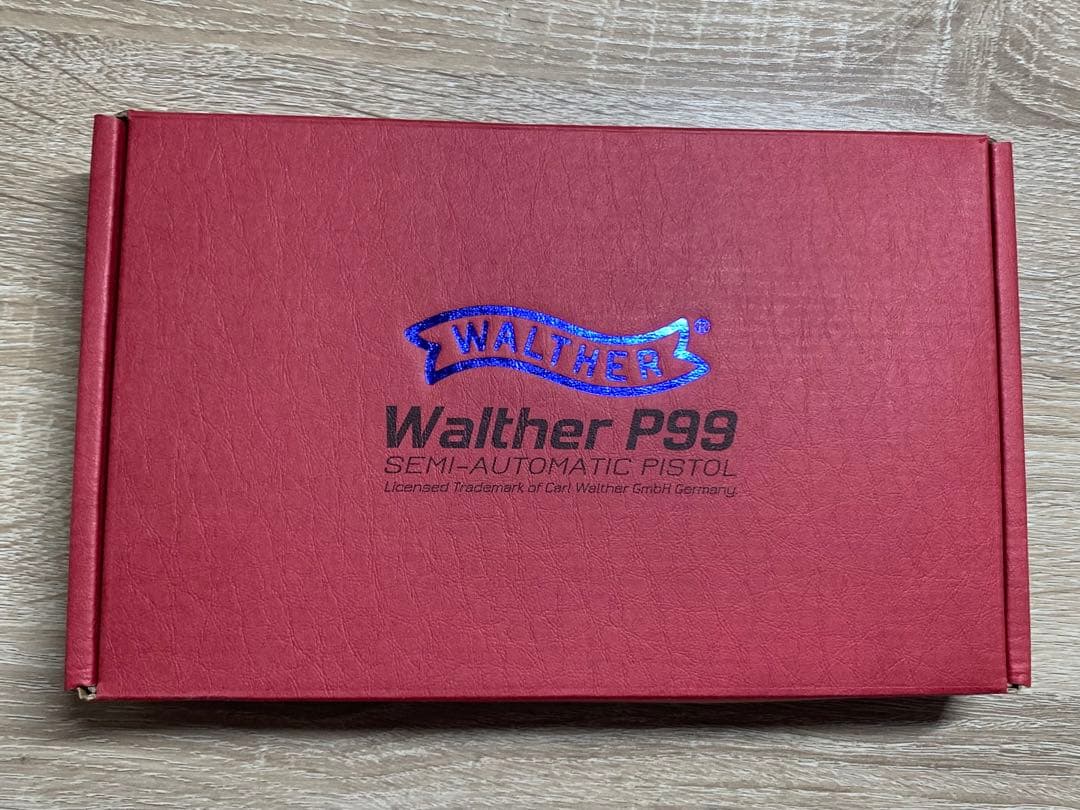 WALTHER®
Walther P99
SEMI-AUTOMATIC PISTOL
Licensed Trademark of Carl Walther GmbH Germany.